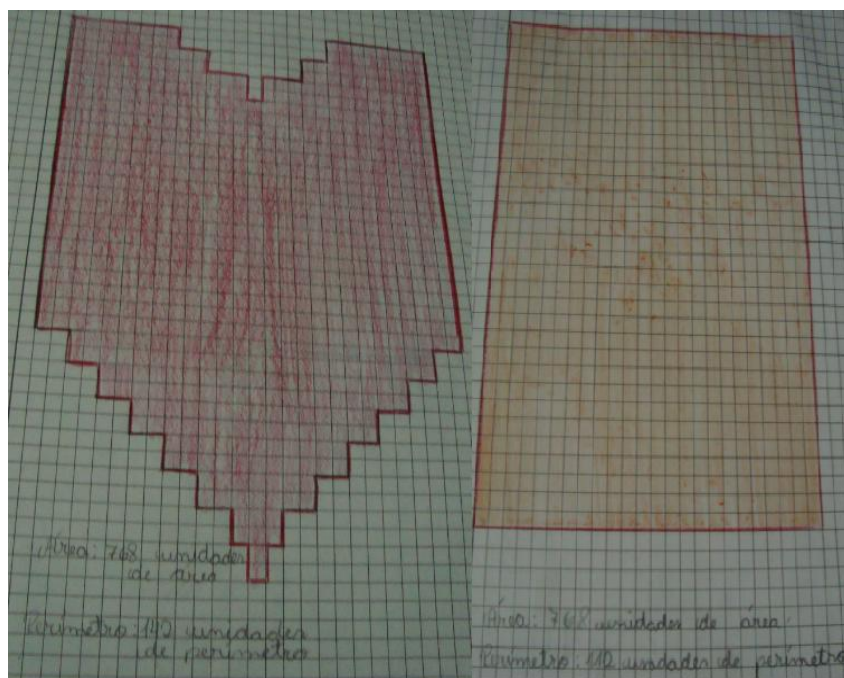 Área: 768 unidades
de área
Perímetro: 142 unidades
de perímetro
Área: 768 unidades de área
Perímetro: 112 unidades de perímetro